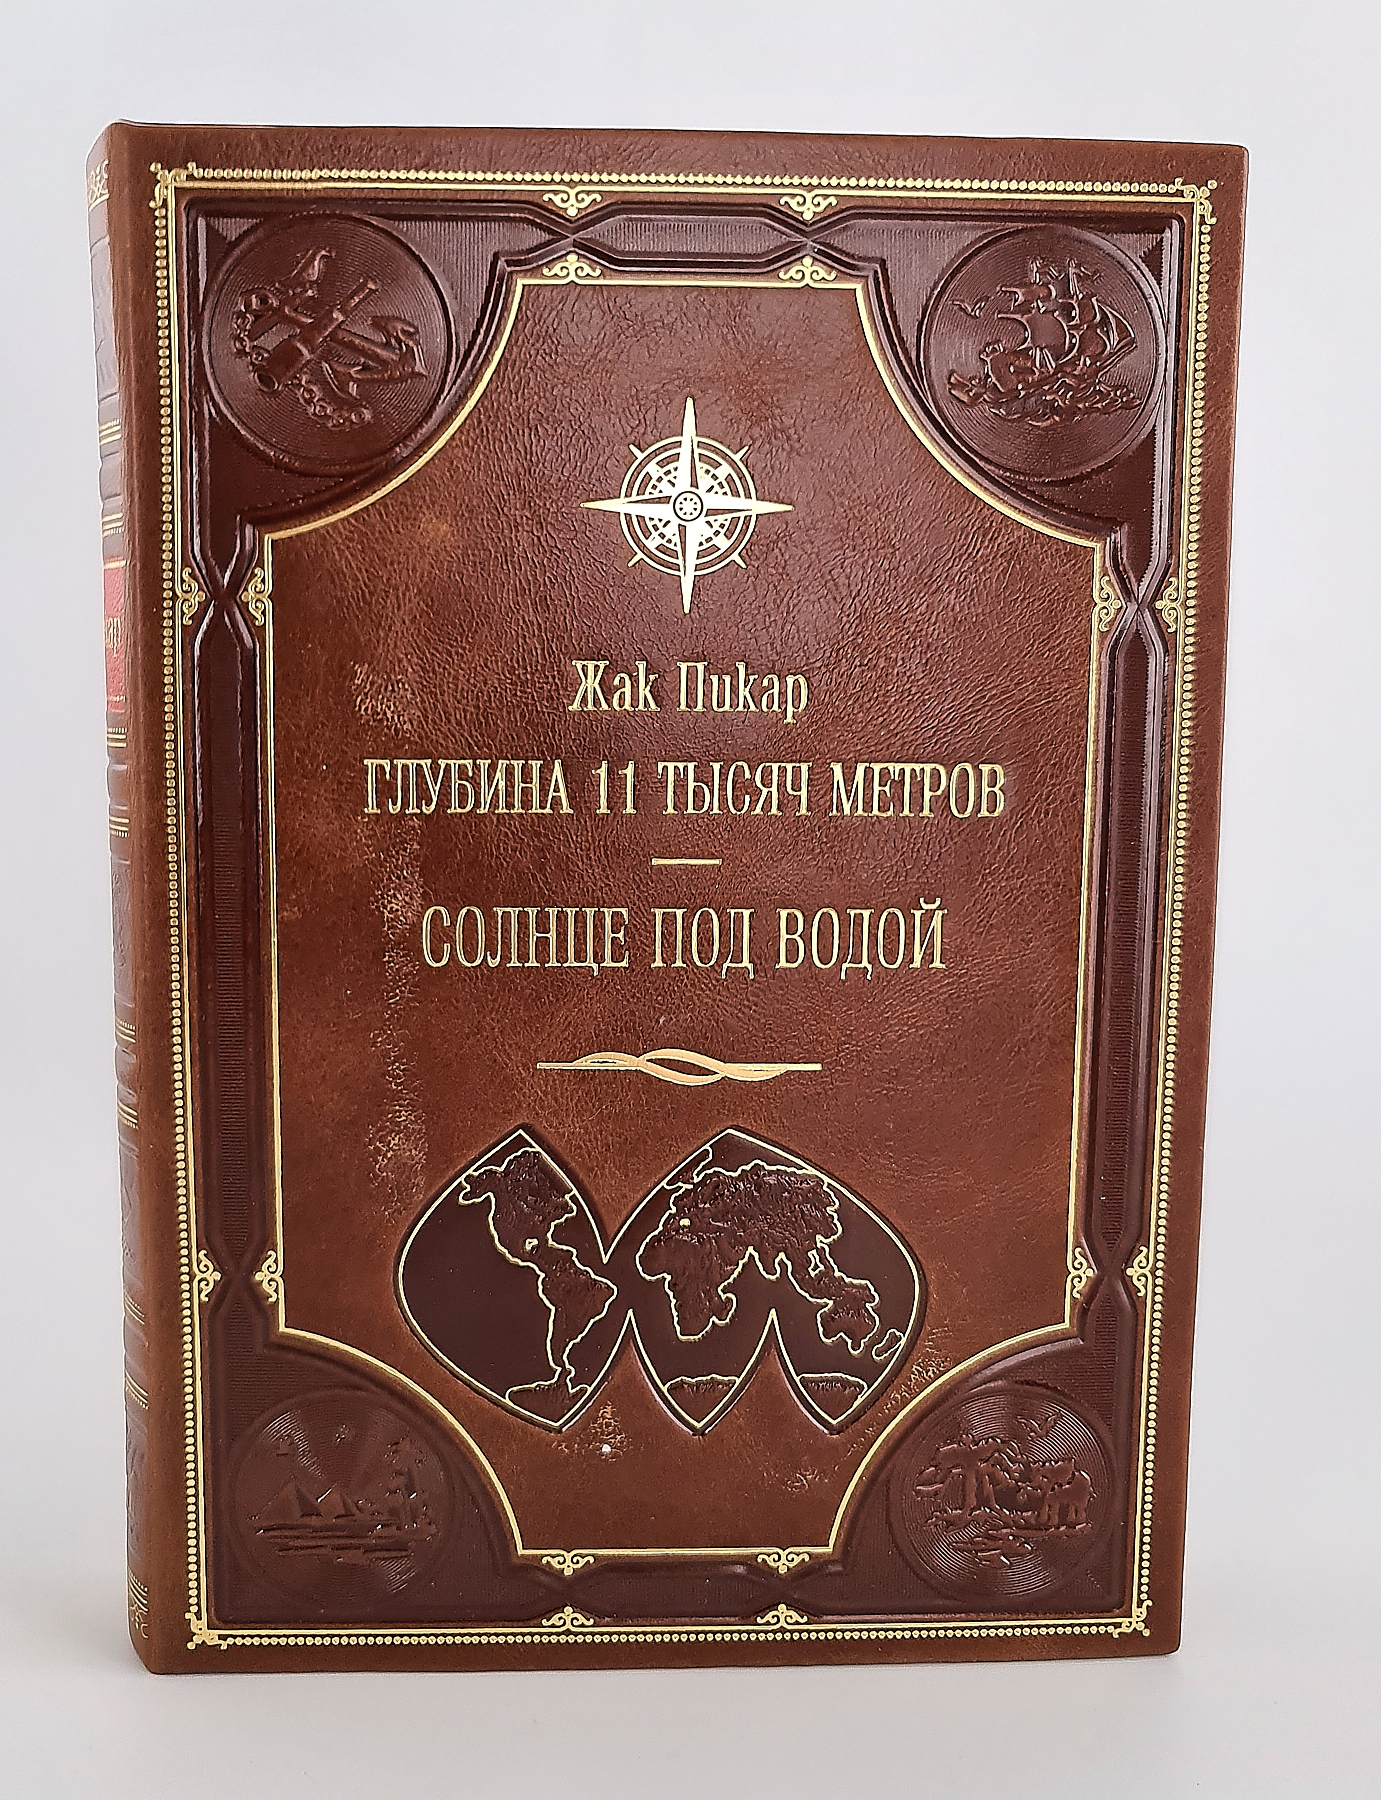 Жак Пикар
ГЛУБИНА 11 ТЫСЯЧ МЕТРОВ
СОЛНЦЕ ПОД ВОДОЙ